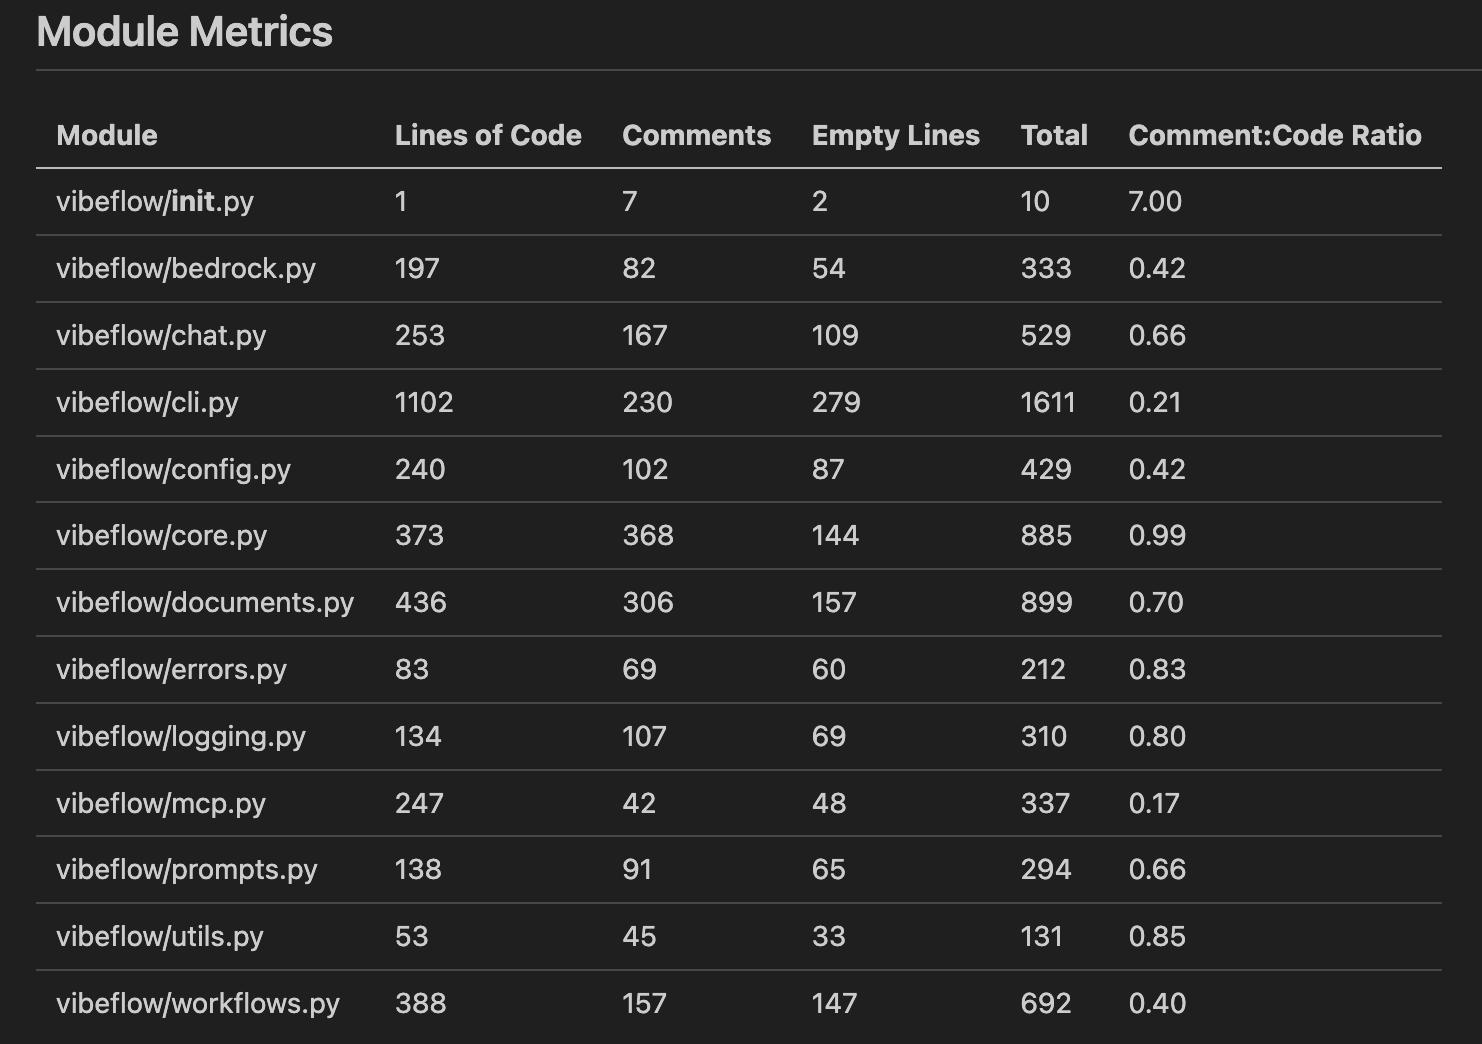 Module Metrics
Module Lines of Code Comments Empty Lines Total Comment:Code Ratio
vibeflow/init.py 1 7 2 10 7.00
vibeflow/bedrock.py 197 82 54 333 0.42
vibeflow/chat.py 253 167 109 529 0.66
vibeflow/cli.py 1102 230 279 1611 0.21
vibeflow/config.py 240 102 87 429 0.42
vibeflow/core.py 373 368 144 885 0.99
vibeflow/documents.py 436 306 157 899 0.70
vibeflow/errors.py 83 69 60 212 0.83
vibeflow/logging.py 134 107 69 310 0.80
vibeflow/mcp.py 247 42 48 337 0.17
vibeflow/prompts.py 138 91 65 294 0.66
vibeflow/utils.py 53 45 33 131 0.85
vibeflow/workflows.py 388 157 147 692 0.40